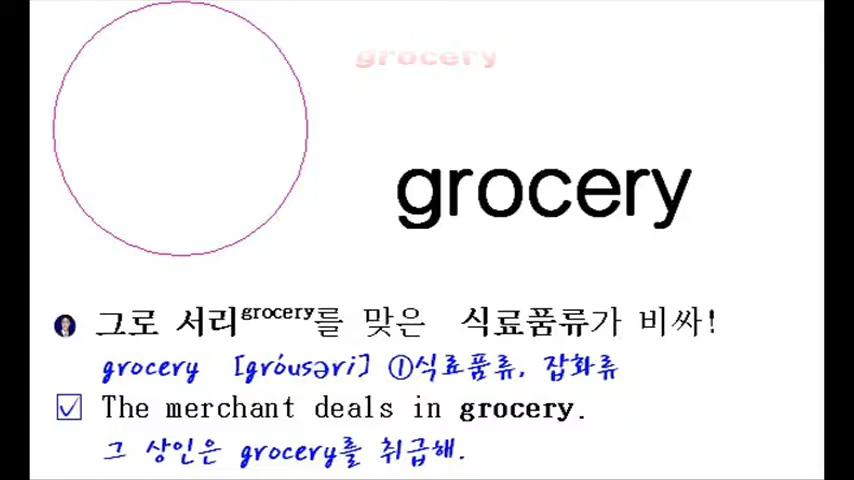 grocery
grocery
그로 서리grocery를 맞은 식료품류가 비싸!
grocery [gróusəri] ①식료품류, 잡화류
The merchant deals in grocery.
그 상인은 grocery를 취급해.